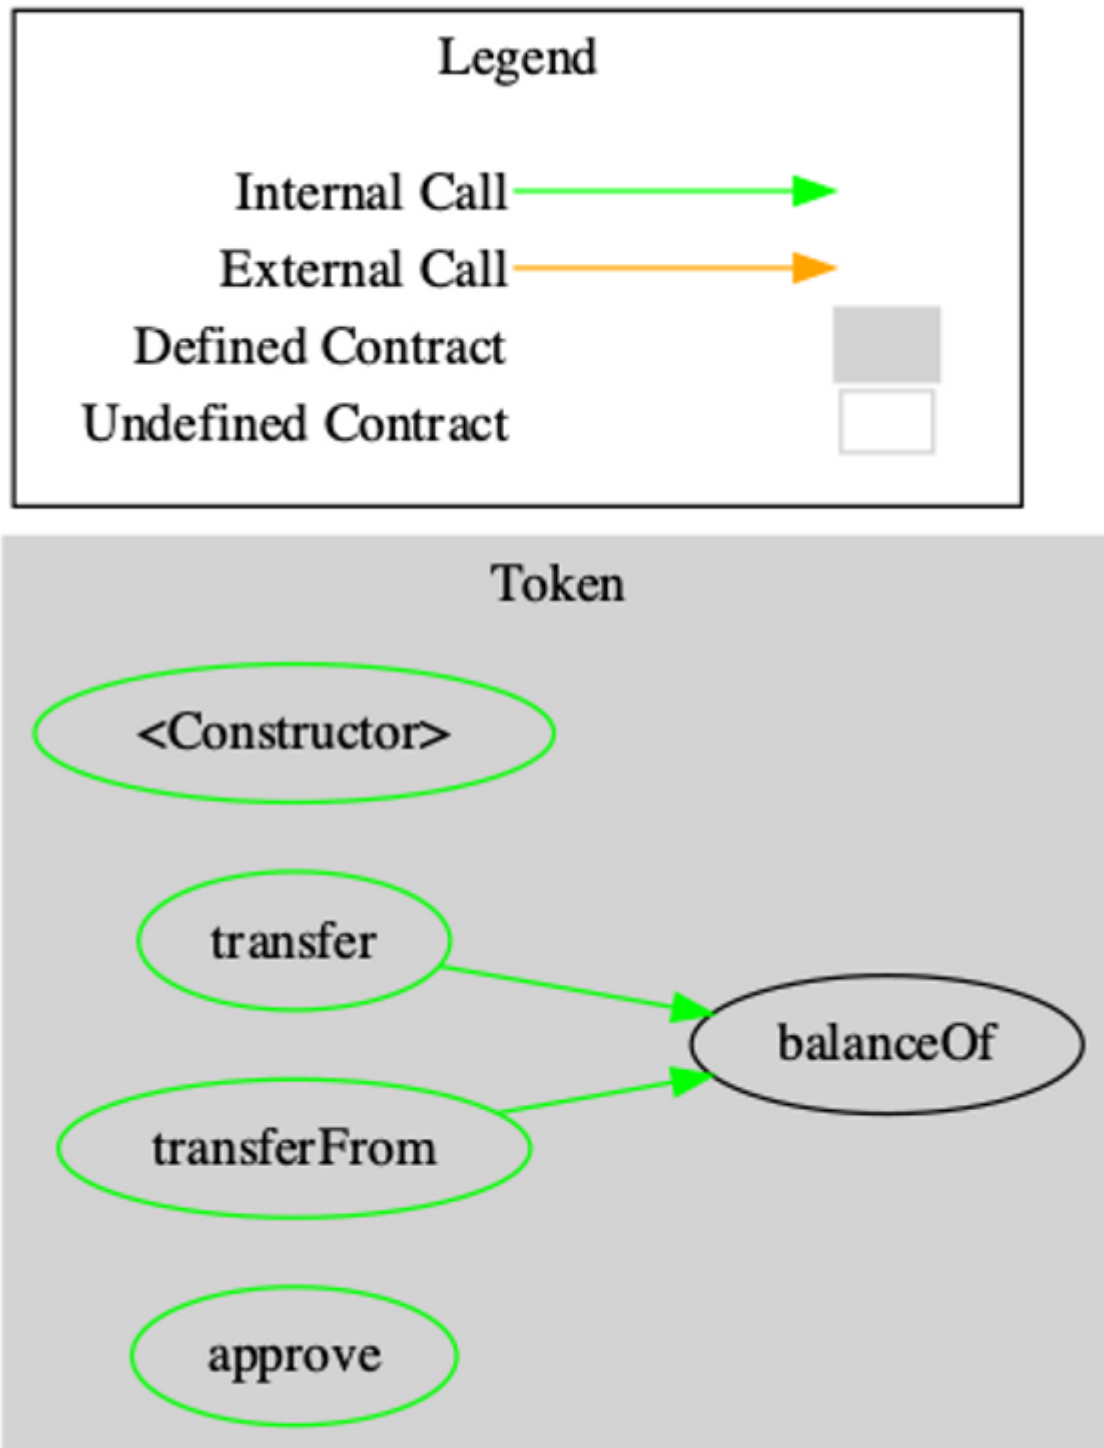 Legend
Internal Call
External Call
Defined Contract
Undefined Contract
Token
<Constructor>
transfer
balanceOf
transferFrom
approve